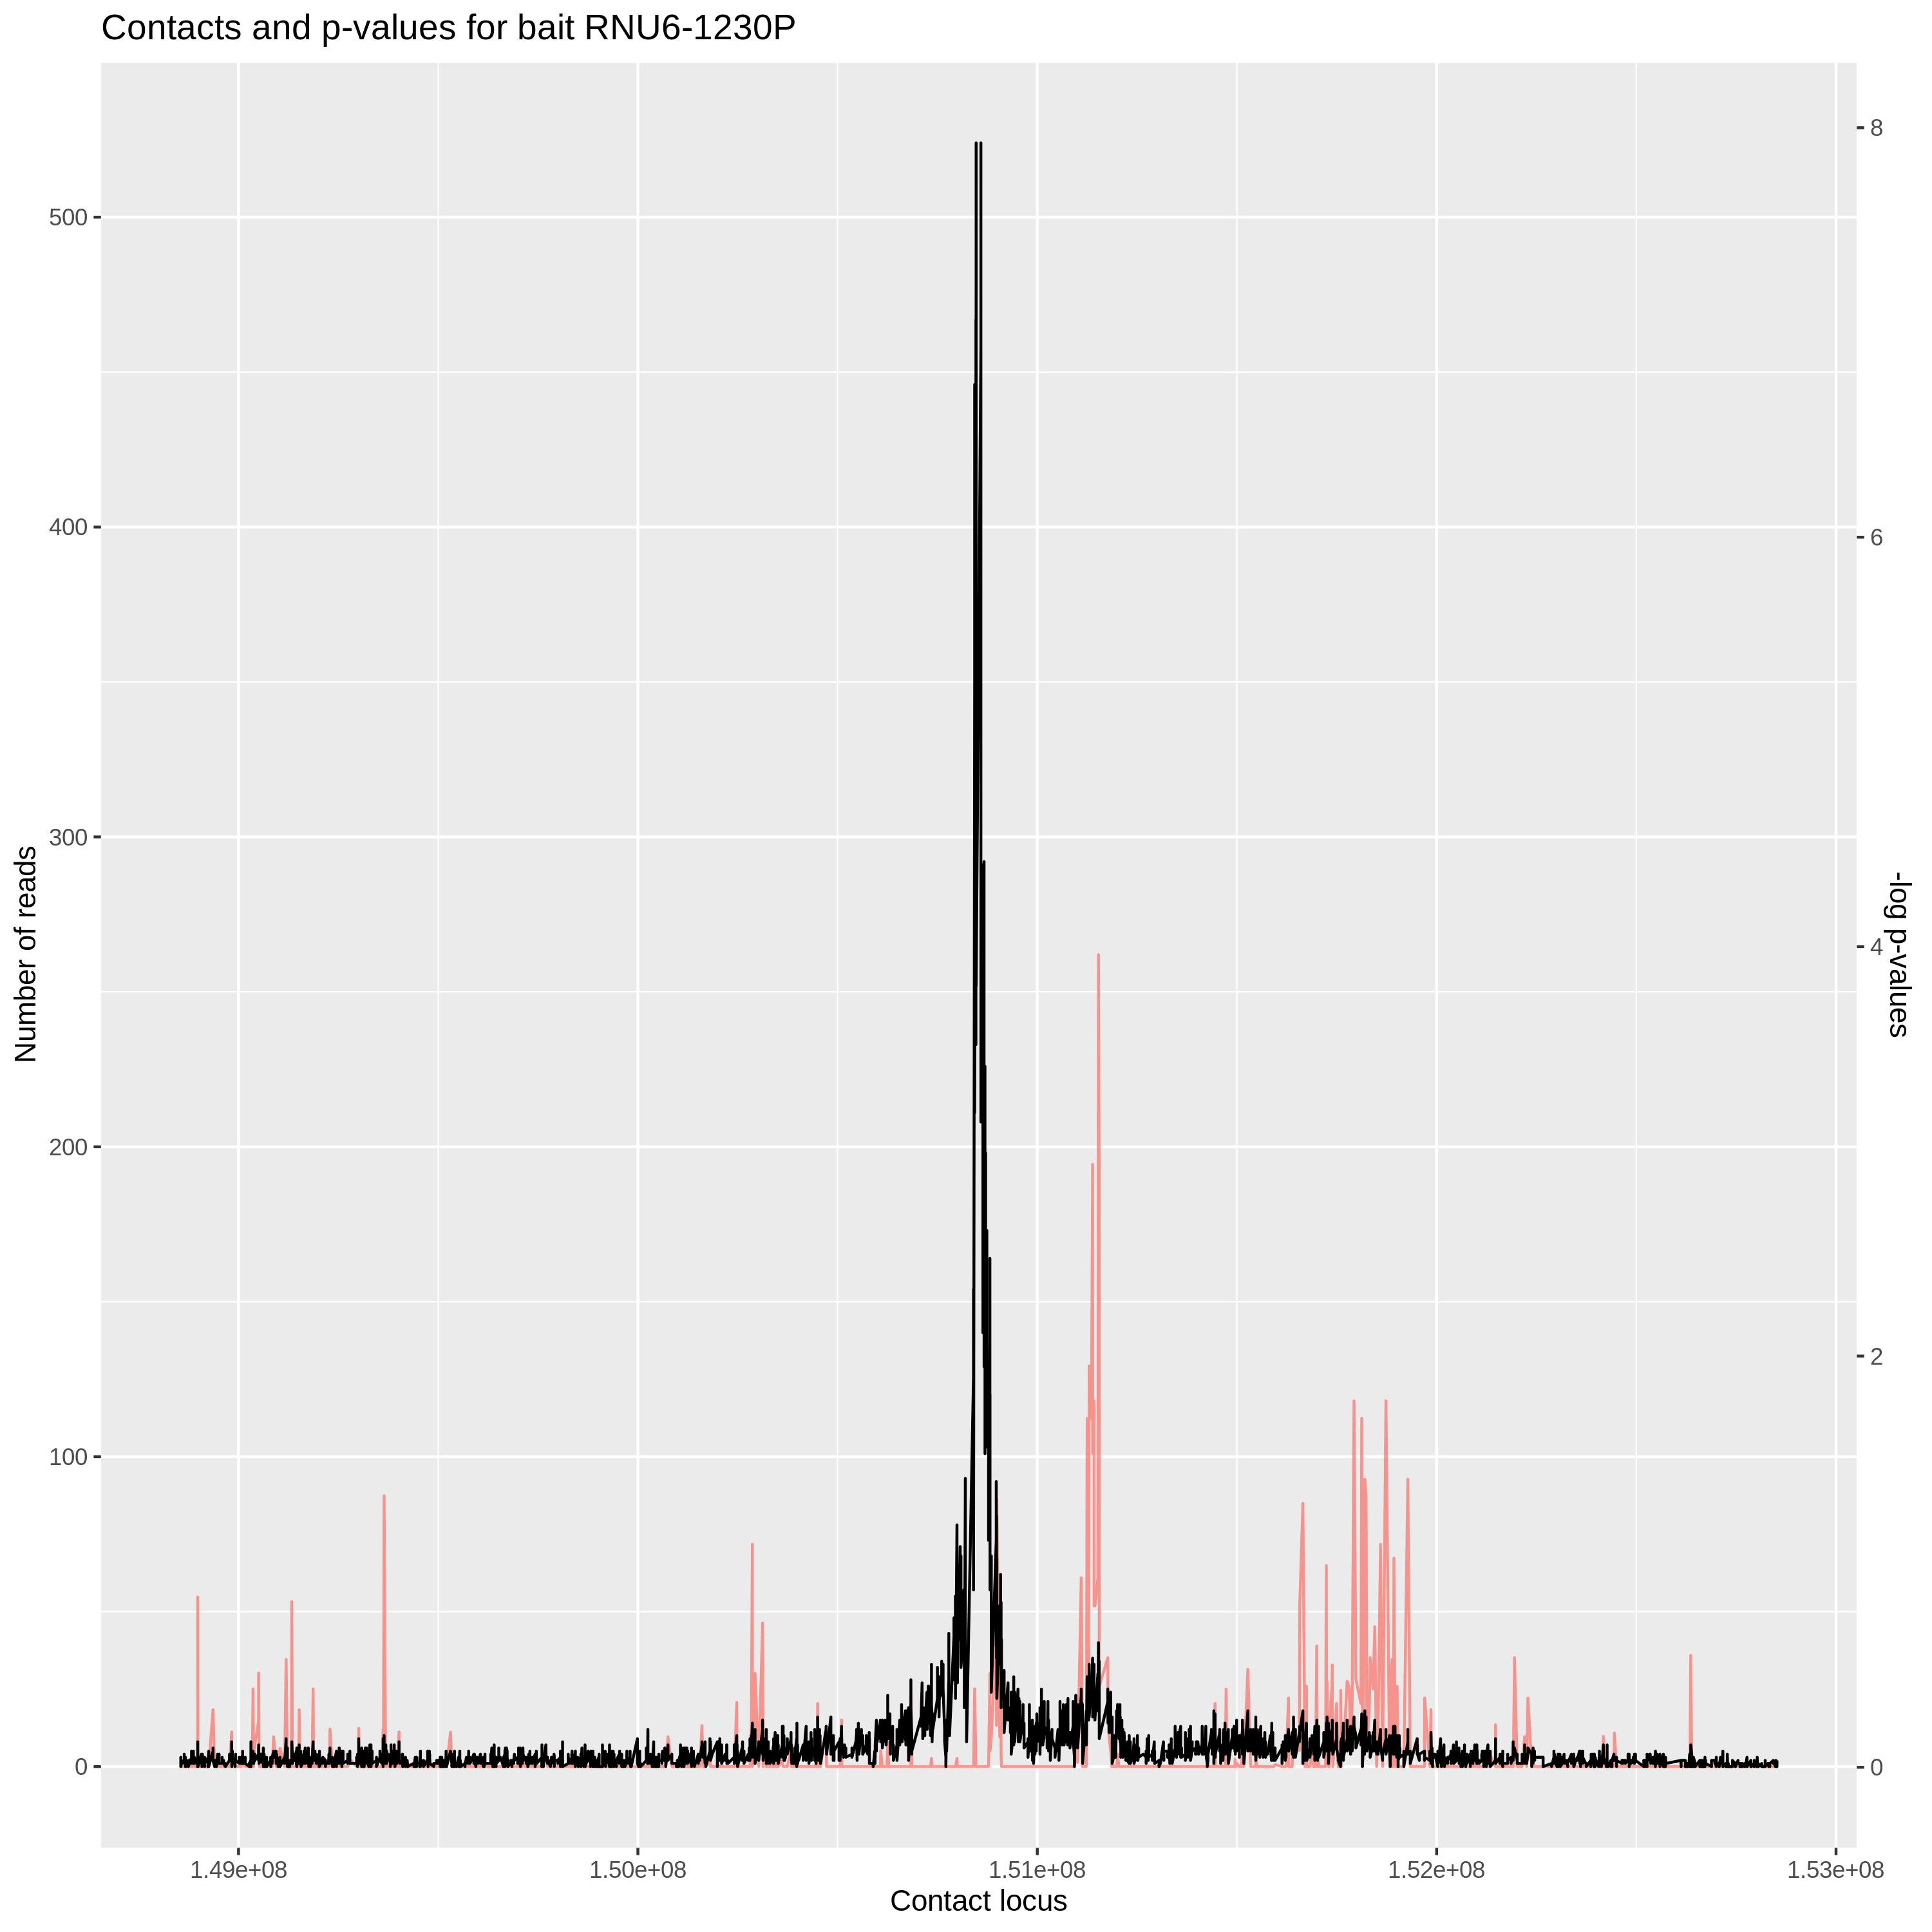 Contacts and p-values for bait RNU6-1230P
500
400
300
200
100
0
Number of reads
8
6
4
2
0
-log p-values
1.49e+08
1.50e+08
1.51e+08
1.52e+08
1.53e+08
Contact locus